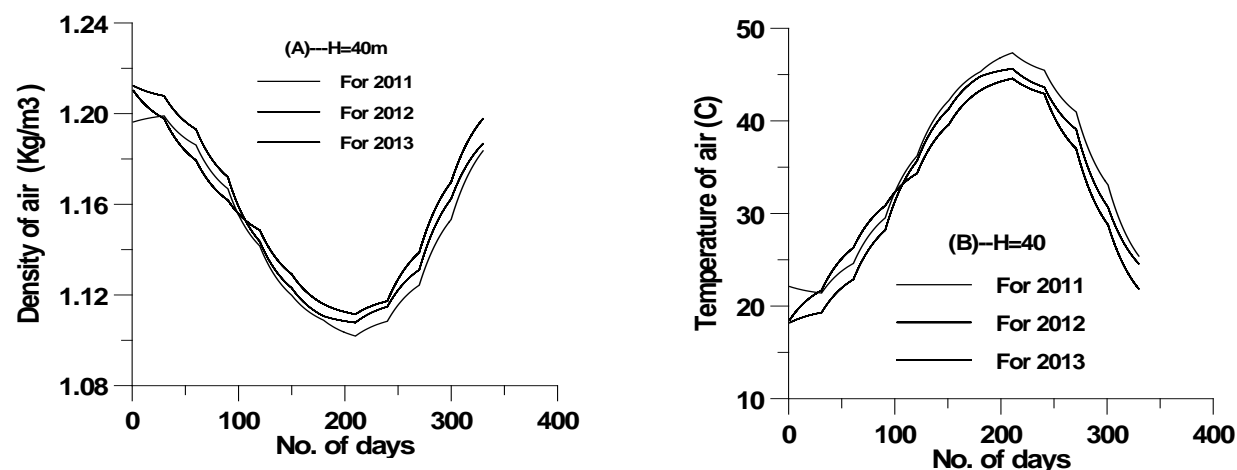 1.24
1.20
1.16
1.12
1.08
Density of air (Kg/m3 )
(A)---H=40m
For 2011
For 2012
For 2013
0 100 200 300 400
No. of days
50
40
30
20
10
Temperature of air (C)
(B)--H=40
For 2011
For 2012
For 2013
0 100 200 300 400
No. of days